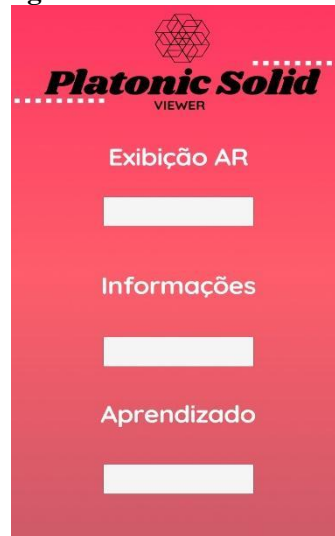 Platonic Solid
VIEWER
Exibição AR
Informações
Aprendizado